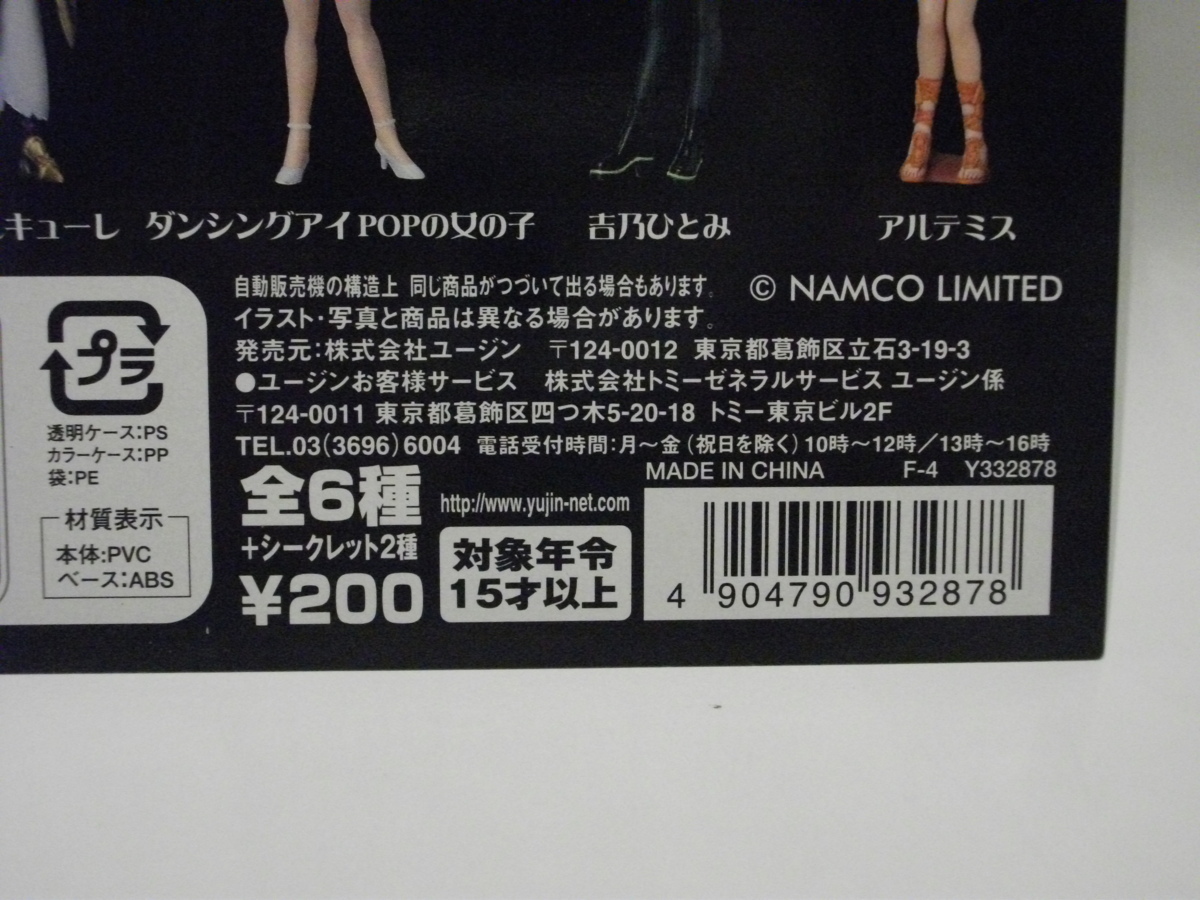 キューレ ダンシングアイPOPの女の子 吉乃ひとみ アルテミス
プラ
透明ケース:PS
カラーケース:PP
袋:PE
材質表示
本体:PVC
ベース:ABS
自動販売機の構造上 同じ商品がつづいて出る場合もあります。 © NAMCO LIMITED
イラスト・写真と商品は異なる場合があります。
発売元:株式会社ユージン 〒124-0012 東京都葛飾区立石3-19-3
●ユージンお客様サービス 株式会社トミーゼネラルサービス ユージン係
〒124-0011 東京都葛飾区四つ木5-20-18 トミー東京ビル2F
TEL.03(3696)6004 電話受付時間:月～金(祝日を除く)10時～12時/13時～16時
MADE IN CHINA F-4 Y332878
全6種
+シークレット2種
¥200
http://www.yujin-net.com
対象年令
15才以上
4 904790 932878